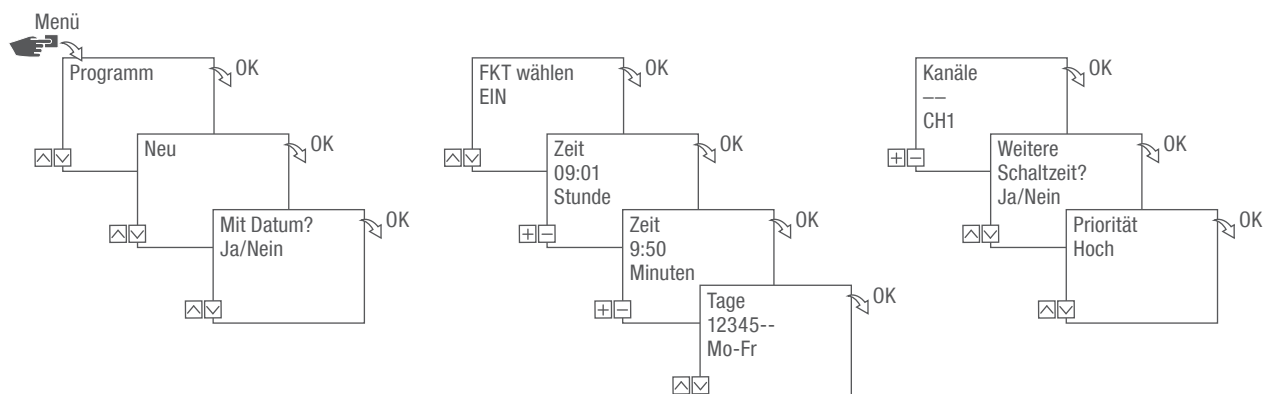 Menü
Programm
OK
Neu
OK
Mit Datum?
Ja/Nein
OK
FKT wählen
EIN
OK
Zeit
09:01
Stunde
OK
+ −
Zeit
9:50
Minuten
OK
+ −
Tage
12345--
Mo-Fr
OK
Kanäle
––
CH1
OK
+ −
Weitere
Schaltzeit?
Ja/Nein
OK
Priorität
Hoch
OK